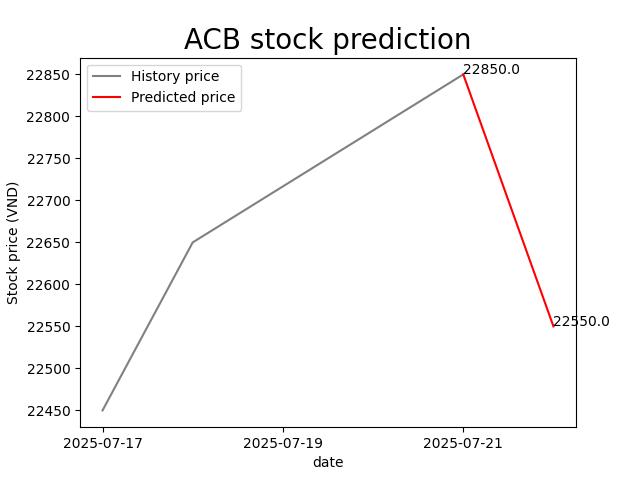 ACB stock prediction
History price
Predicted price
22850.0
22550.0
22850
22800
22750
22700
22650
22600
22550
22500
22450
Stock price (VND)
2025-07-17
2025-07-19
2025-07-21
date